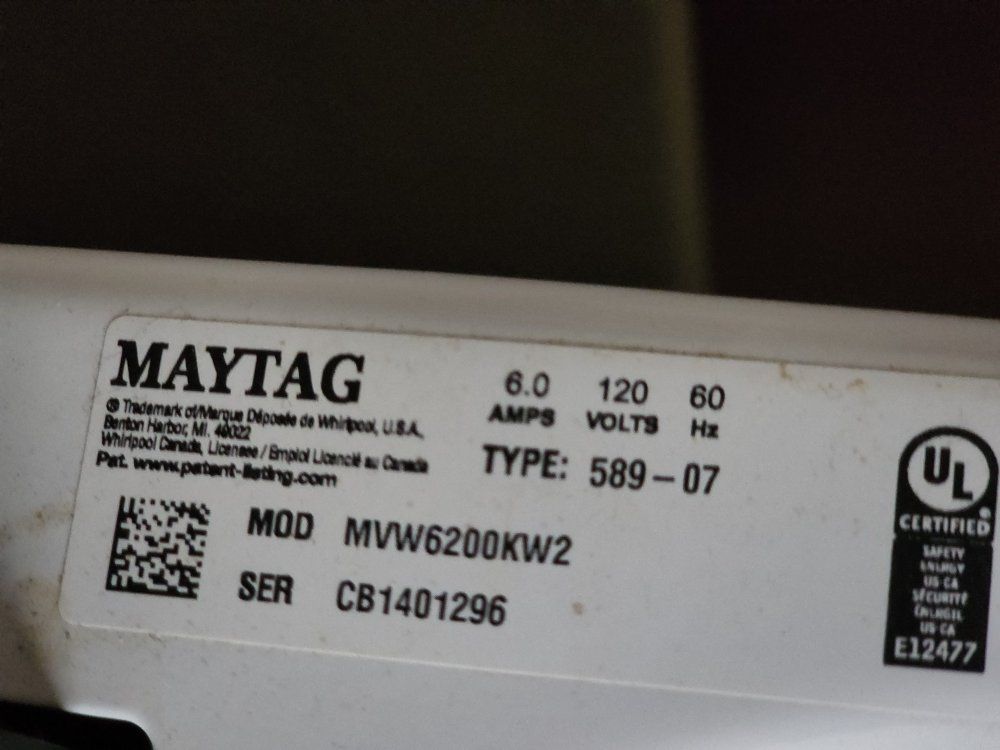 MAYTAG
® Trademark of/Marque Déposée de Whirlpool, U.S.A.,
Benton Harbor, MI. 49022
Whirlpool Canada, Licensee / Emploi Licencié au Canada
Pat. www.patent-listing.com
6.0 120 60
AMPS VOLTS Hz
TYPE: 589-07
MOD MVW6200KW2
SER CB1401296
UL
®
CERTIFIED
SAFETY
ENERGY
US CA
SÉCURITÉ
ÉNERGIE
US CA
E12477